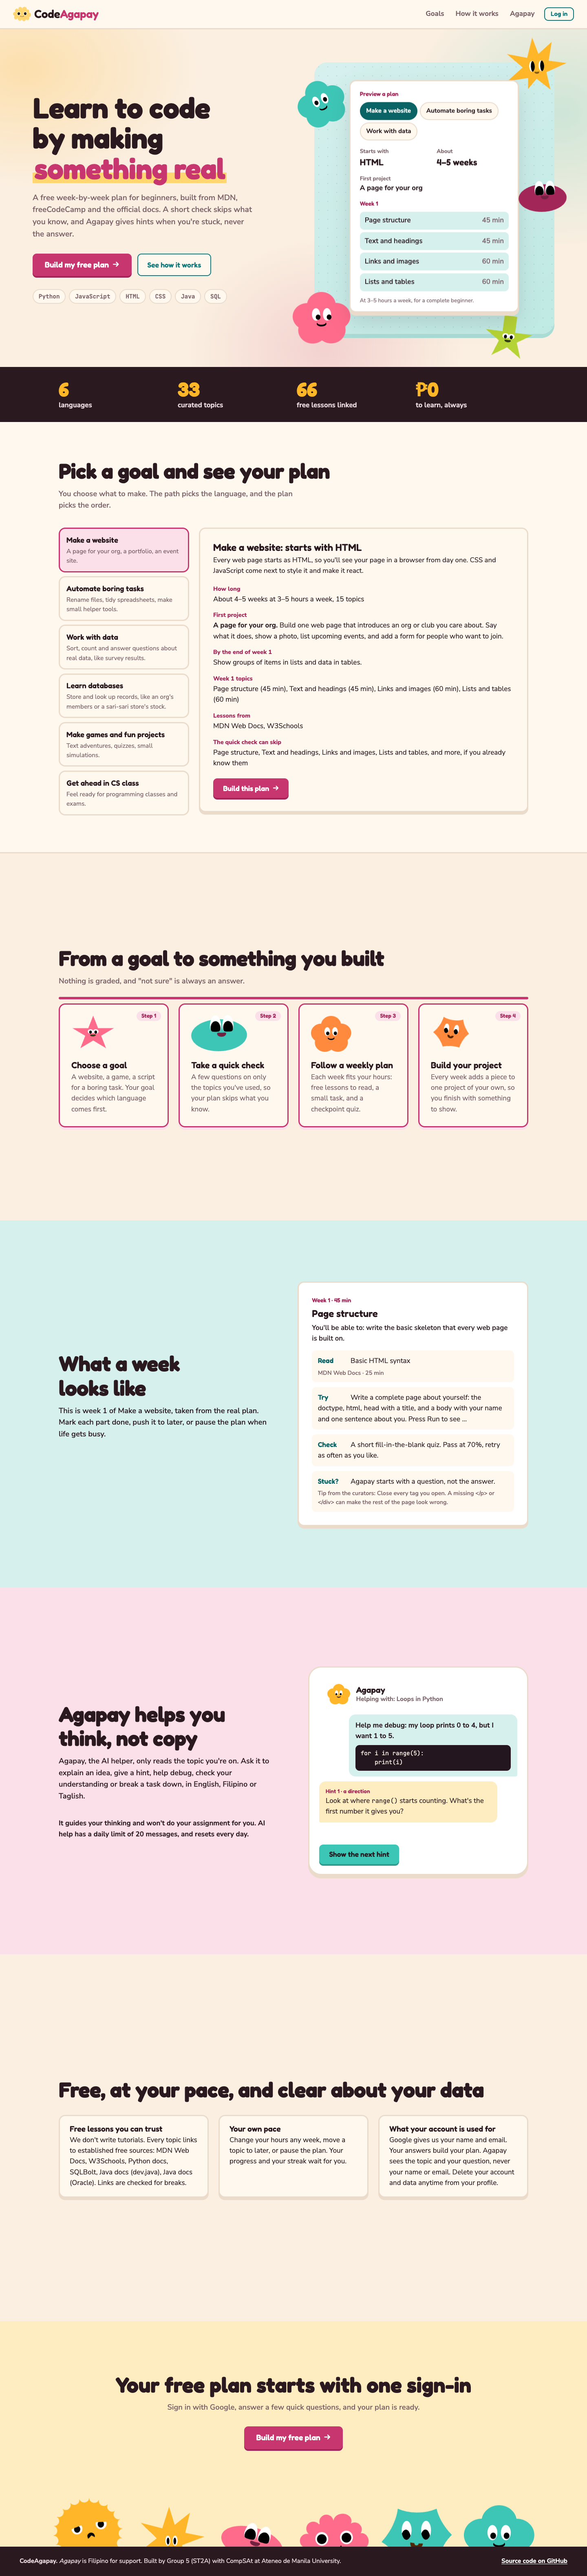 CodeAgapay
Goals
How it works
Agapay
Log in
Learn to code
by making
something real
A free week-by-week plan for beginners, built from MDN,
freeCodeCamp and the official docs. A short check skips what
you know, and Agapay gives hints when you're stuck, never
the answer.
Build my free plan →
See how it works
Python
JavaScript
HTML
CSS
Java
SQL
Preview a plan
Make a website
Automate boring tasks
Work with data
Starts with
HTML
About
4–5 weeks
First project
A page for your org
Week 1
Page structure 45 min
Text and headings 45 min
Links and images 60 min
Lists and tables 60 min
At 3–5 hours a week, for a complete beginner.
6
languages
33
curated topics
66
free lessons linked
₱0
to learn, always
Pick a goal and see your plan
You choose what to make. The path picks the language, and the plan
picks the order.
Make a website
A page for your org, a portfolio, an event
site.
Automate boring tasks
Rename files, tidy spreadsheets, make
small helper tools.
Work with data
Sort, count and answer questions about
real data, like survey results.
Learn databases
Store and look up records, like an org's
members or a sari-sari store's stock.
Make games and fun projects
Text adventures, quizzes, small
simulations.
Get ahead in CS class
Feel ready for programming classes and
exams.
Make a website: starts with HTML
Every web page starts as HTML, so you'll see your page in a browser from day one. CSS and
JavaScript come next to style it and make it react.
How long
About 4–5 weeks at 3–5 hours a week, 15 topics
First project
A page for your org. Build one web page that introduces an org or club you care about. Say
what it does, show a photo, list upcoming events, and add a form for people who want to join.
By the end of week 1
Show groups of items in lists and data in tables.
Week 1 topics
Page structure (45 min), Text and headings (45 min), Links and images (60 min), Lists and tables
(60 min)
Lessons from
MDN Web Docs, W3Schools
The quick check can skip
Page structure, Text and headings, Links and images, Lists and tables, and more, if you already
know them
Build this plan →
From a goal to something you built
Nothing is graded, and "not sure" is always an answer.
Step 1
Choose a goal
A website, a game, a script
for a boring task. Your goal
decides which language
comes first.
Step 2
Take a quick check
A few questions on only
the topics you've used, so
your plan skips what you
know.
Step 3
Follow a weekly plan
Each week fits your hours;
free lessons to read, a
small task, and a
checkpoint quiz.
Step 4
Build your project
Every week adds a piece to
one project of your own, so
you finish with something
to show.
What a week
looks like
This is week 1 of Make a website, taken from the real plan.
Mark each part done, push it to later, or pause the plan when
life gets busy.
Week 1 · 45 min
Page structure
You'll be able to: write the basic skeleton that every web page
is built on.
Read Basic HTML syntax
MDN Web Docs · 25 min
Try Write a complete page about yourself: the
doctype, html, head with a title, and a body with your name
and one sentence about you. Press Run to see ...
Check A short fill-in-the-blank quiz. Pass at 70%, retry
as often as you like.
Stuck? Agapay starts with a question, not the answer.
Tip from the curators: Close every tag you open. A missing </p> or
</div> can make the rest of the page look wrong.
Agapay helps you
think, not copy
Agapay, the AI helper, only reads the topic you're on. Ask it to
explain an idea, give a hint, help you debug, check your
understanding or break a task down, in English, Filipino or
Taglish.
It guides your thinking and won't do your assignment for you. AI
help has a daily limit of 20 messages, and resets every day.
Agapay
Helping with: Loops in Python
Help me debug: my loop prints 0 to 4, but I
want 1 to 5.
for i in range(5):
    print(i)
Hint 1 · a direction
Look at where range() starts counting. What's the
first number it gives you?
Show the next hint
Free, at your pace, and clear about your data
Free lessons you can trust
We don't write tutorials. Every topic links
to established free sources: MDN Web
Docs, W3Schools, Python docs,
SQLBolt, Java docs (dev.java), Java docs
(Oracle). Links are checked for breaks.
Your own pace
Change your hours any week, move a
topic to later, or pause the plan. Your
progress and your streak wait for you.
What your account is used for
Google gives us your name and email.
Your answers build your plan. Agapay
sees the topic and your question, never
your name or email. Delete your account
and data anytime from your profile.
Your free plan starts with one sign-in
Sign in with Google, answer a few quick questions, and your plan is ready.
Build my free plan →
CodeAgapay. Agapay is Filipino for support. Built by Group 5 (ST2A) with CompSAt at Ateneo de Manila University.
Source code on GitHub